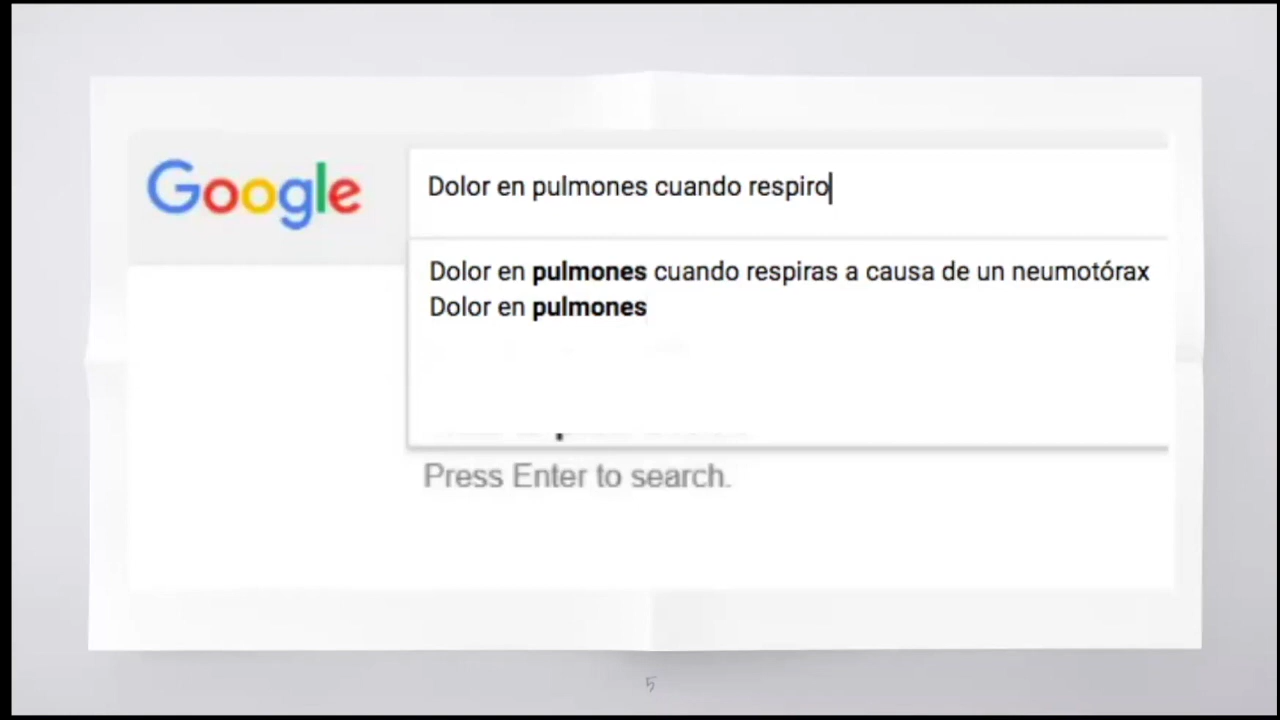 Google
Dolor en pulmones cuando respiro
Dolor en pulmones cuando respiras a causa de un neumotórax
Dolor en pulmones
Press Enter to search.
5